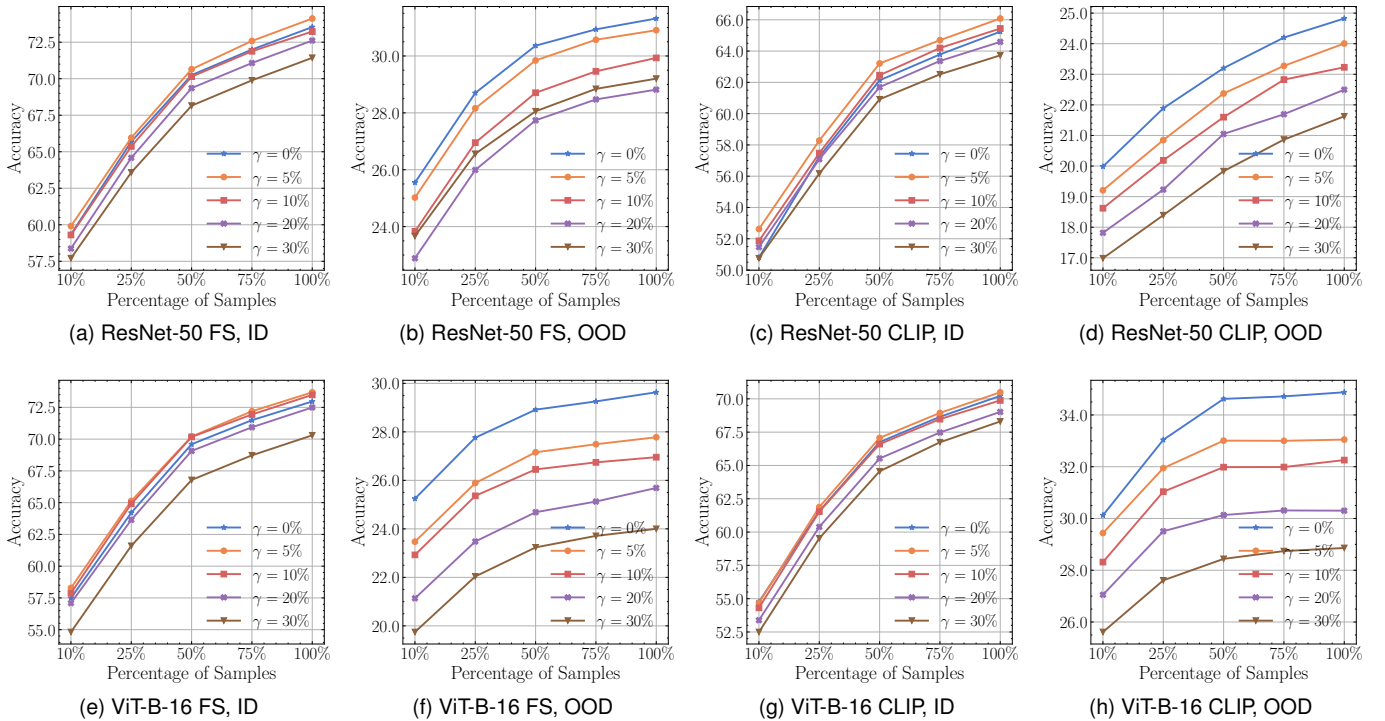 72.5
70.0
67.5
65.0
62.5
60.0
57.5
Accuracy
γ = 0%
γ = 5%
γ = 10%
γ = 20%
γ = 30%
10% 25% 50% 75% 100%
Percentage of Samples
(a) ResNet-50 FS, ID
30.0
28.0
26.0
24.0
Accuracy
γ = 0%
γ = 5%
γ = 10%
γ = 20%
γ = 30%
10% 25% 50% 75% 100%
Percentage of Samples
(b) ResNet-50 FS, OOD
66.0
64.0
62.0
60.0
58.0
56.0
54.0
52.0
50.0
Accuracy
γ = 0%
γ = 5%
γ = 10%
γ = 20%
γ = 30%
10% 25% 50% 75% 100%
Percentage of Samples
(c) ResNet-50 CLIP, ID
25.0
24.0
23.0
22.0
21.0
20.0
19.0
18.0
17.0
Accuracy
γ = 0%
γ = 5%
γ = 10%
γ = 20%
γ = 30%
10% 25% 50% 75% 100%
Percentage of Samples
(d) ResNet-50 CLIP, OOD
72.5
70.0
67.5
65.0
62.5
60.0
57.5
55.0
Accuracy
γ = 0%
γ = 5%
γ = 10%
γ = 20%
γ = 30%
10% 25% 50% 75% 100%
Percentage of Samples
(e) ViT-B-16 FS, ID
30.0
28.0
26.0
24.0
22.0
20.0
Accuracy
γ = 0%
γ = 5%
γ = 10%
γ = 20%
γ = 30%
10% 25% 50% 75% 100%
Percentage of Samples
(f) ViT-B-16 FS, OOD
70.0
67.5
65.0
62.5
60.0
57.5
55.0
52.5
Accuracy
γ = 0%
γ = 5%
γ = 10%
γ = 20%
γ = 30%
10% 25% 50% 75% 100%
Percentage of Samples
(g) ViT-B-16 CLIP, ID
34.0
32.0
30.0
28.0
26.0
Accuracy
γ = 0%
γ = 5%
γ = 10%
γ = 20%
γ = 30%
10% 25% 50% 75% 100%
Percentage of Samples
(h) ViT-B-16 CLIP, OOD